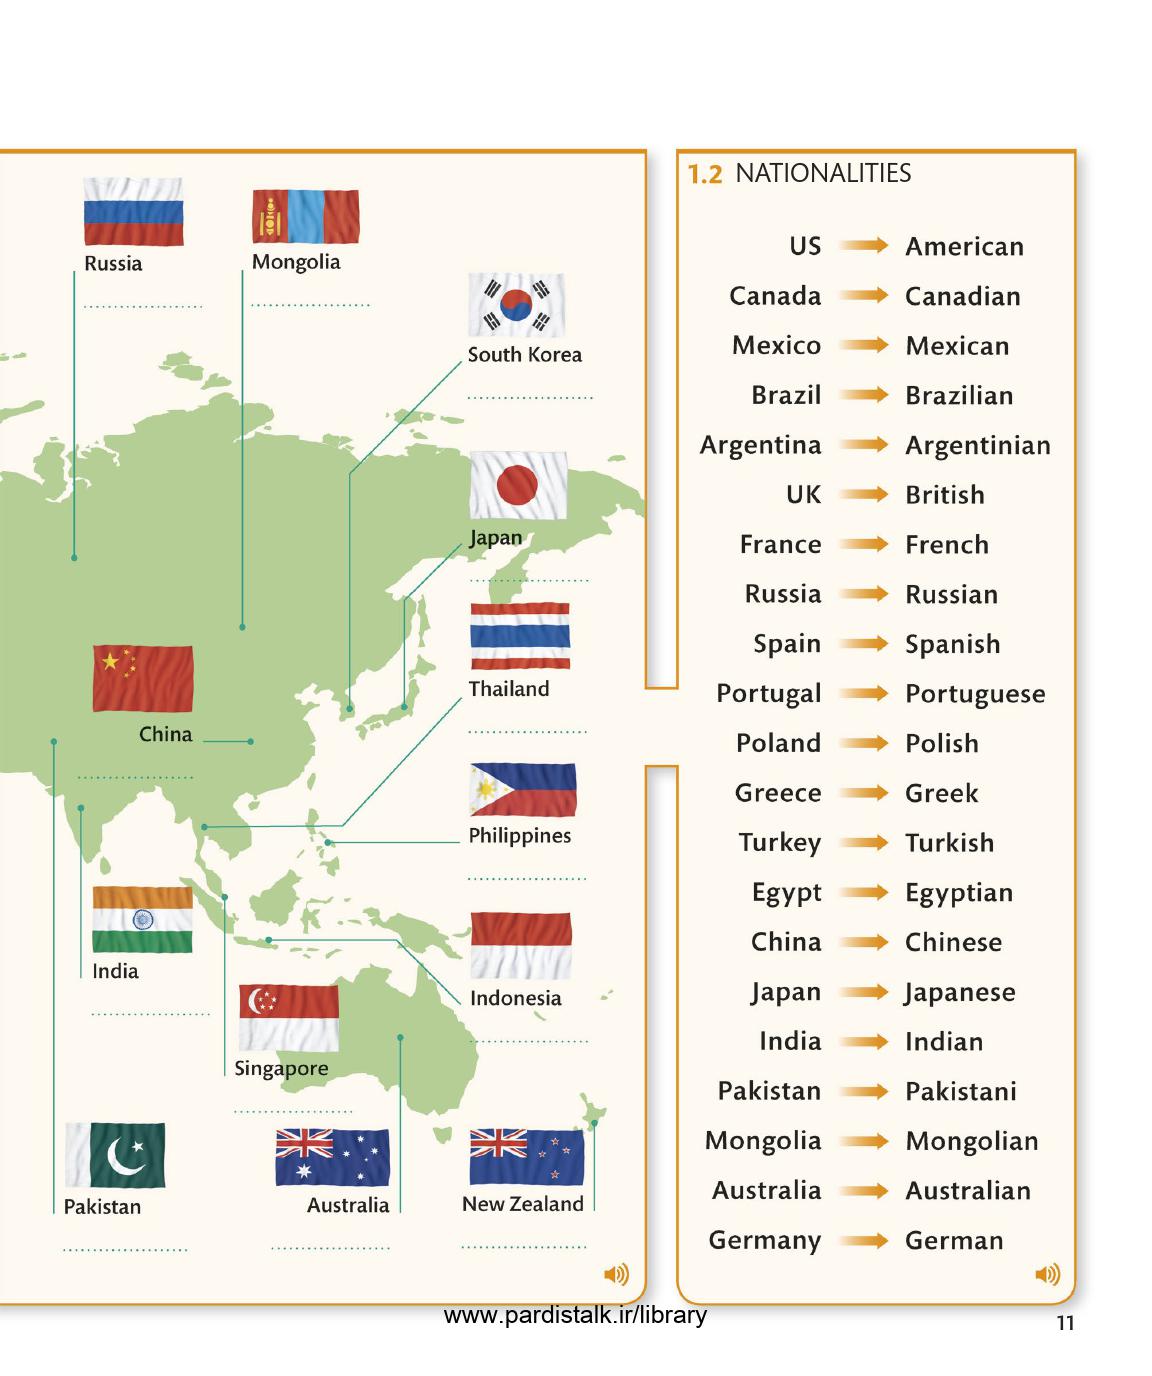 Russia
Mongolia
South Korea
Japan
Thailand
China
Philippines
India
Indonesia
Singapore
Pakistan
Australia
New Zealand
1.2 NATIONALITIES
US American
Canada Canadian
Mexico Mexican
Brazil Brazilian
Argentina Argentinian
UK British
France French
Russia Russian
Spain Spanish
Portugal Portuguese
Poland Polish
Greece Greek
Turkey Turkish
Egypt Egyptian
China Chinese
Japan Japanese
India Indian
Pakistan Pakistani
Mongolia Mongolian
Australia Australian
Germany German
www.pardistalk.ir/library
11